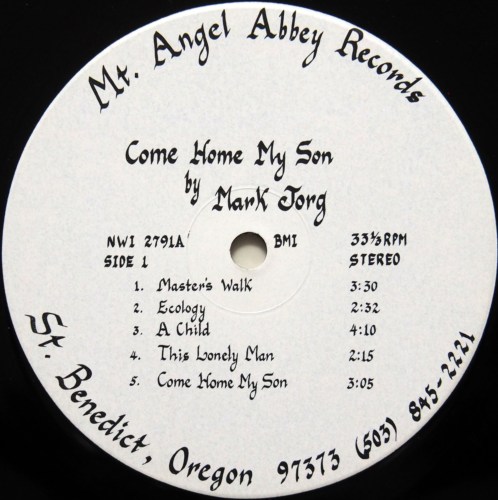 Mt. Angel Abbey Records
Come Home My Son
by Mark Jorg
NWI 2791A BMI 33⅓ RPM
SIDE 1 STEREO
1. Master's Walk 3:30
2. Ecology 2:32
3. A Child 4:10
4. This Lonely Man 2:15
5. Come Home My Son 3:05
St. Benedict, Oregon 97373 (503) 845-2221